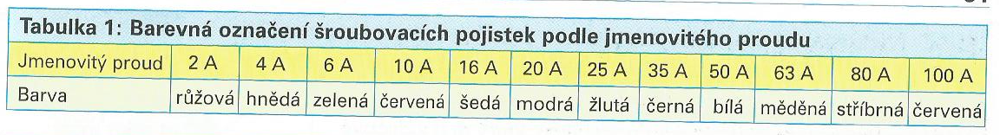 Tabulka 1: Barevná označení šroubovacích pojistek podle jmenovitého proudu
Jmenovitý proud 2 A 4 A 6 A 10 A 16 A 20 A 25 A 35 A 50 A 63 A 80 A 100 A
Barva růžová hnědá zelená červená šedá modrá žlutá černá bílá měděná stříbrná červená